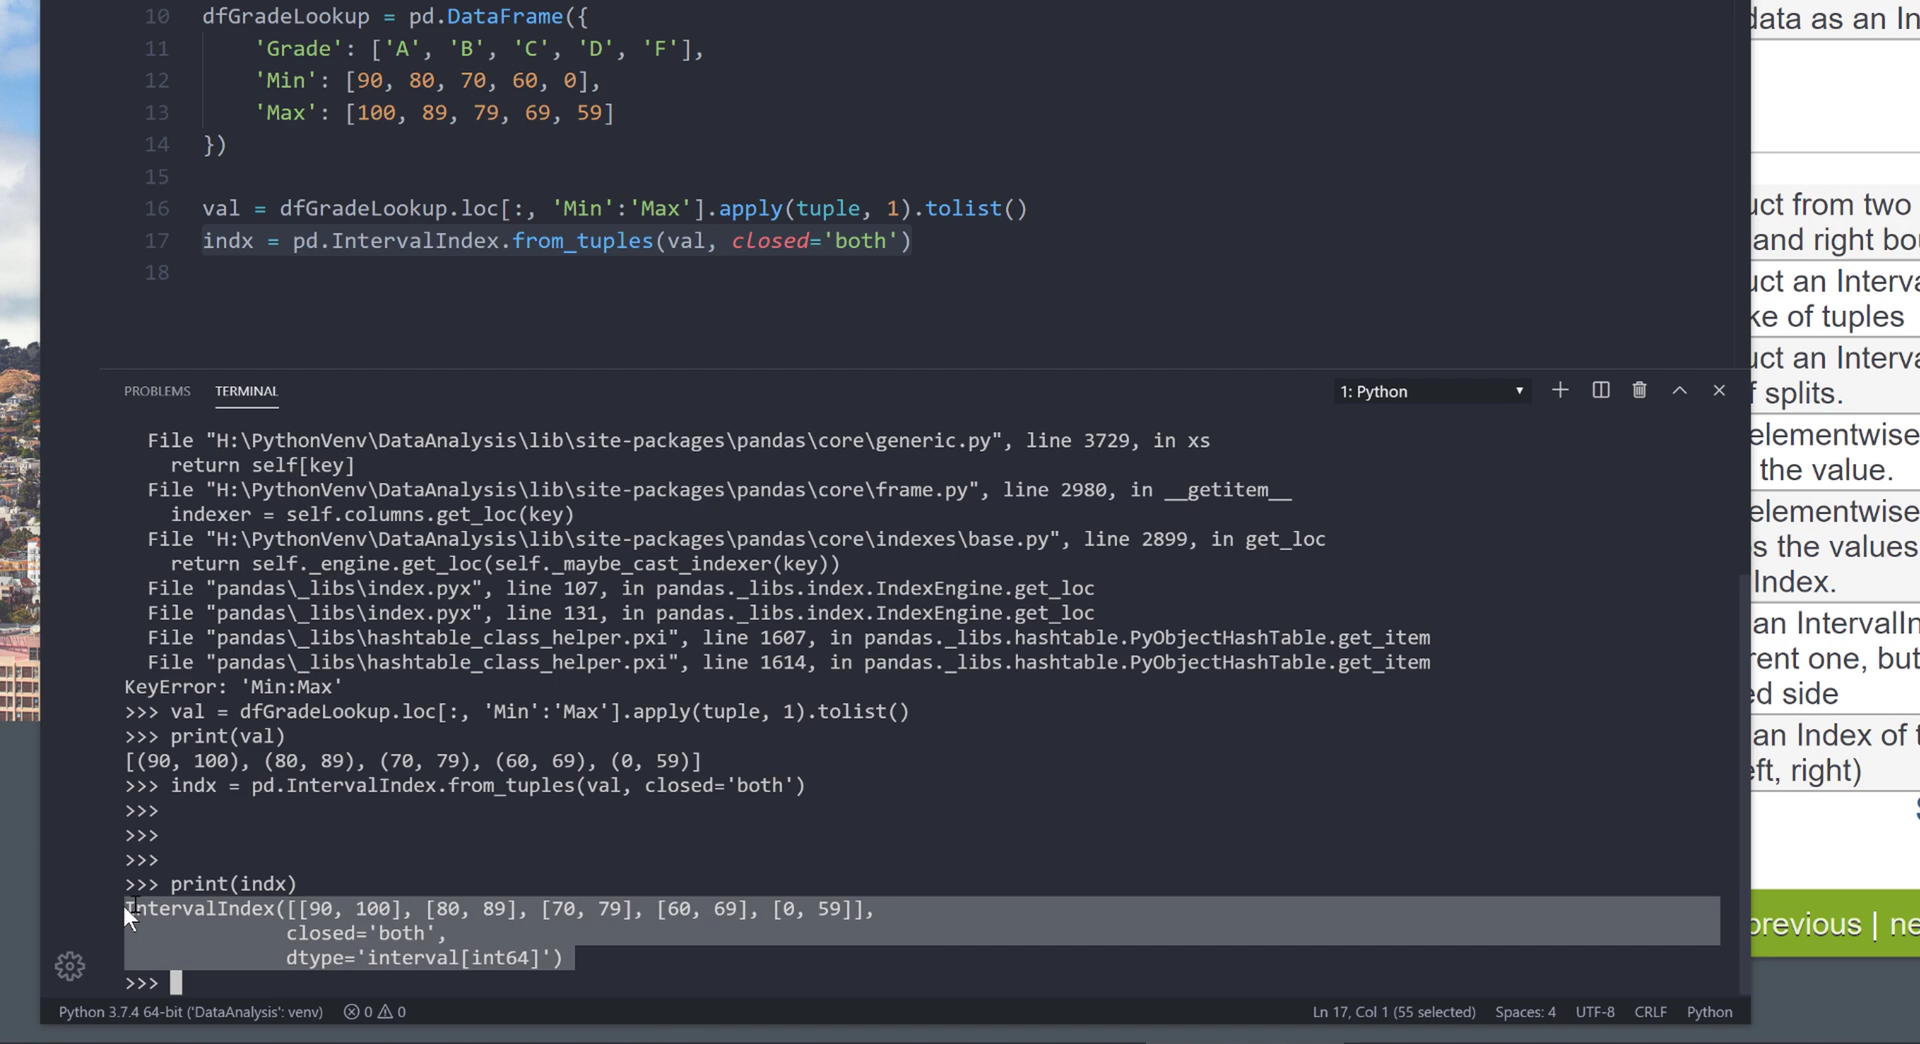 10 dfGradeLookup = pd.DataFrame({
11 'Grade': ['A', 'B', 'C', 'D', 'F'],
12 'Min': [90, 80, 70, 60, 0],
13 'Max': [100, 89, 79, 69, 59]
14 })
15
16 val = dfGradeLookup.loc[:, 'Min':'Max'].apply(tuple, 1).tolist()
17 indx = pd.IntervalIndex.from_tuples(val, closed='both')
18
PROBLEMS TERMINAL 1: Python
File "H:\PythonVenv\DataAnalysis\lib\site-packages\pandas\core\generic.py", line 3729, in xs
return self[key]
File "H:\PythonVenv\DataAnalysis\lib\site-packages\pandas\core\frame.py", line 2980, in __getitem__
indexer = self.columns.get_loc(key)
File "H:\PythonVenv\DataAnalysis\lib\site-packages\pandas\core\indexes\base.py", line 2899, in get_loc
return self._engine.get_loc(self._maybe_cast_indexer(key))
File "pandas\_libs\index.pyx", line 107, in pandas._libs.index.IndexEngine.get_loc
File "pandas\_libs\index.pyx", line 131, in pandas._libs.index.IndexEngine.get_loc
File "pandas\_libs\hashtable_class_helper.pxi", line 1607, in pandas._libs.hashtable.PyObjectHashTable.get_item
File "pandas\_libs\hashtable_class_helper.pxi", line 1614, in pandas._libs.hashtable.PyObjectHashTable.get_item
KeyError: 'Min:Max'
>>> val = dfGradeLookup.loc[:, 'Min':'Max'].apply(tuple, 1).tolist()
>>> print(val)
[(90, 100), (80, 89), (70, 79), (60, 69), (0, 59)]
>>> indx = pd.IntervalIndex.from_tuples(val, closed='both')
>>>
>>>
>>>
>>> print(indx)
IntervalIndex([[90, 100], [80, 89], [70, 79], [60, 69], [0, 59]],
closed='both',
dtype='interval[int64]')
>>>
Python 3.7.4 64-bit ('DataAnalysis': venv) 0 0 Ln 17, Col 1 (55 selected) Spaces: 4 UTF-8 CRLF Python
data as an In
uct from two
and right bou
uct an Interva
ke of tuples
uct an Interva
f splits.
elementwise
the value.
elementwise
s the values
Index.
an IntervalIn
rent one, but
ed side
an Index of t
eft, right)
previous | ne